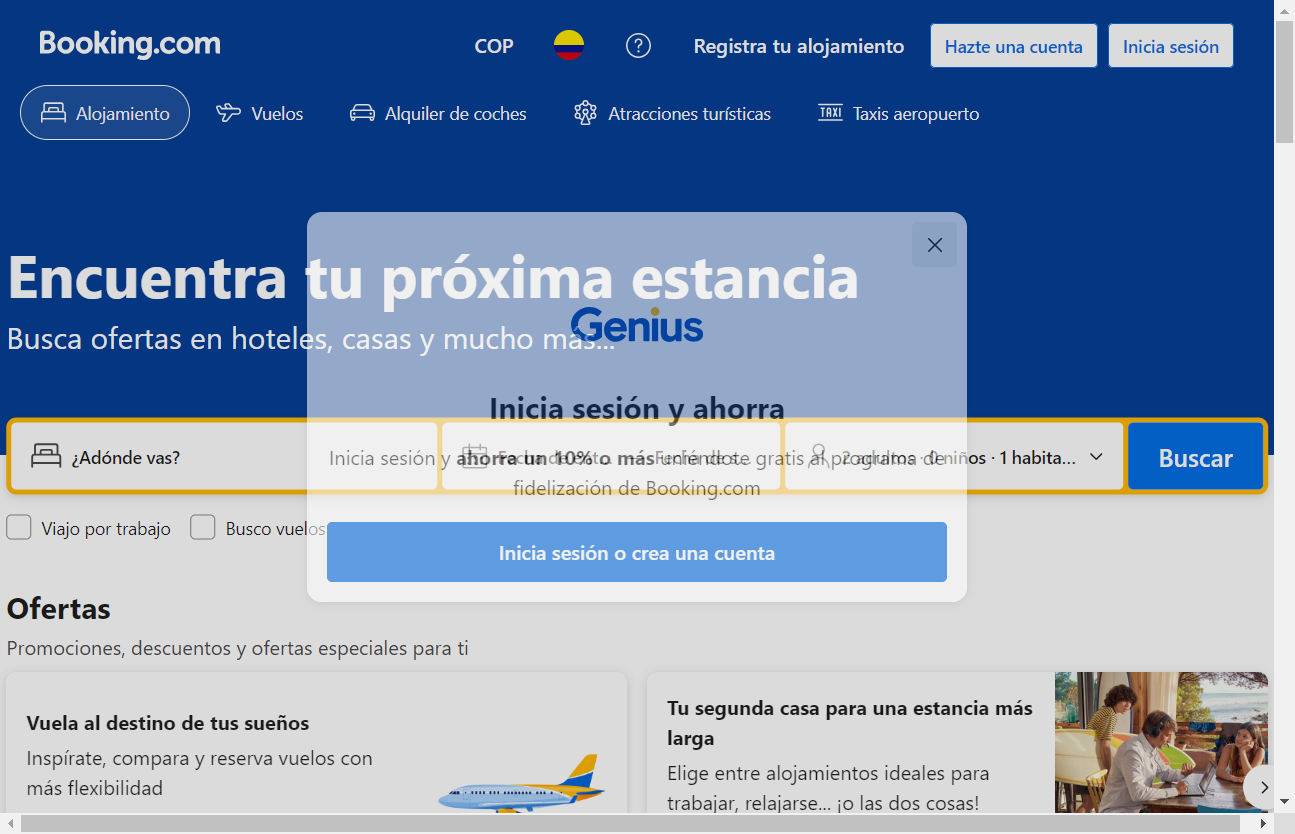 Booking.com
COP
Registra tu alojamiento
Hazte una cuenta
Inicia sesión
Alojamiento
Vuelos
Alquiler de coches
Atracciones turísticas
TAXI
Taxis aeropuerto
Encuentra tu próxima estancia
Busca ofertas en hoteles, casas y mucho más...
Genius
Inicia sesión y ahorra
Inicia sesión y ahorra un 10% o más uniéndote gratis al programa de
fidelización de Booking.com
Inicia sesión o crea una cuenta
¿Adónde vas?
2 adultos · 0 niños · 1 habita...
Buscar
Viajo por trabajo
Busco vuelos
Ofertas
Promociones, descuentos y ofertas especiales para ti
Vuela al destino de tus sueños
Inspírate, compara y reserva vuelos con
más flexibilidad
Tu segunda casa para una estancia más
larga
Elige entre alojamientos ideales para
trabajar, relajarse... ¡o las dos cosas!